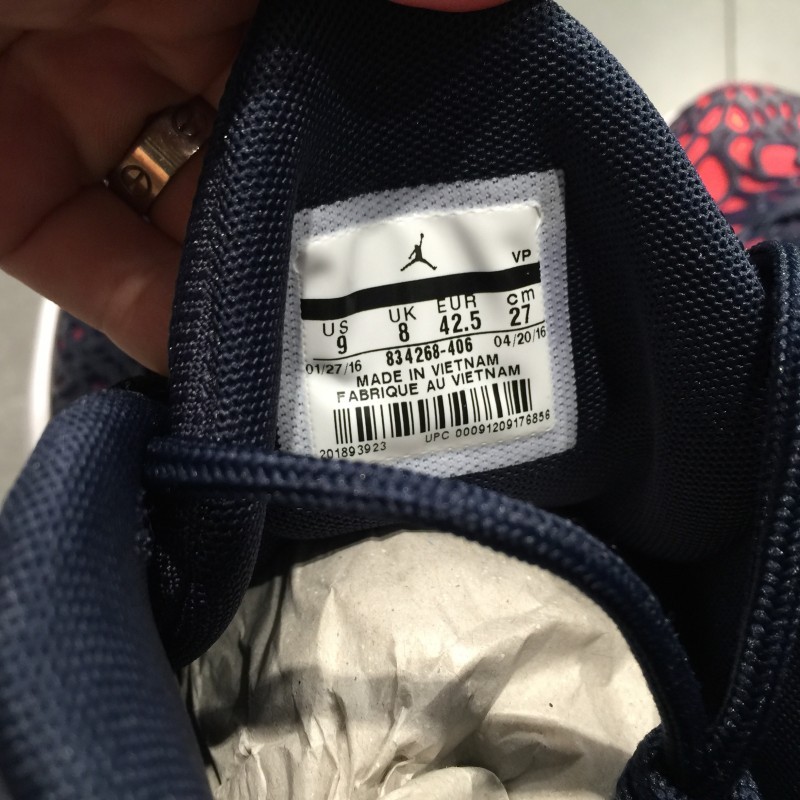 VP
US UK EUR cm
9 8 42.5 27
01/27/16 834268-406 04/20/16
MADE IN VIETNAM
FABRIQUE AU VIETNAM
201893923 UPC 00091209176856